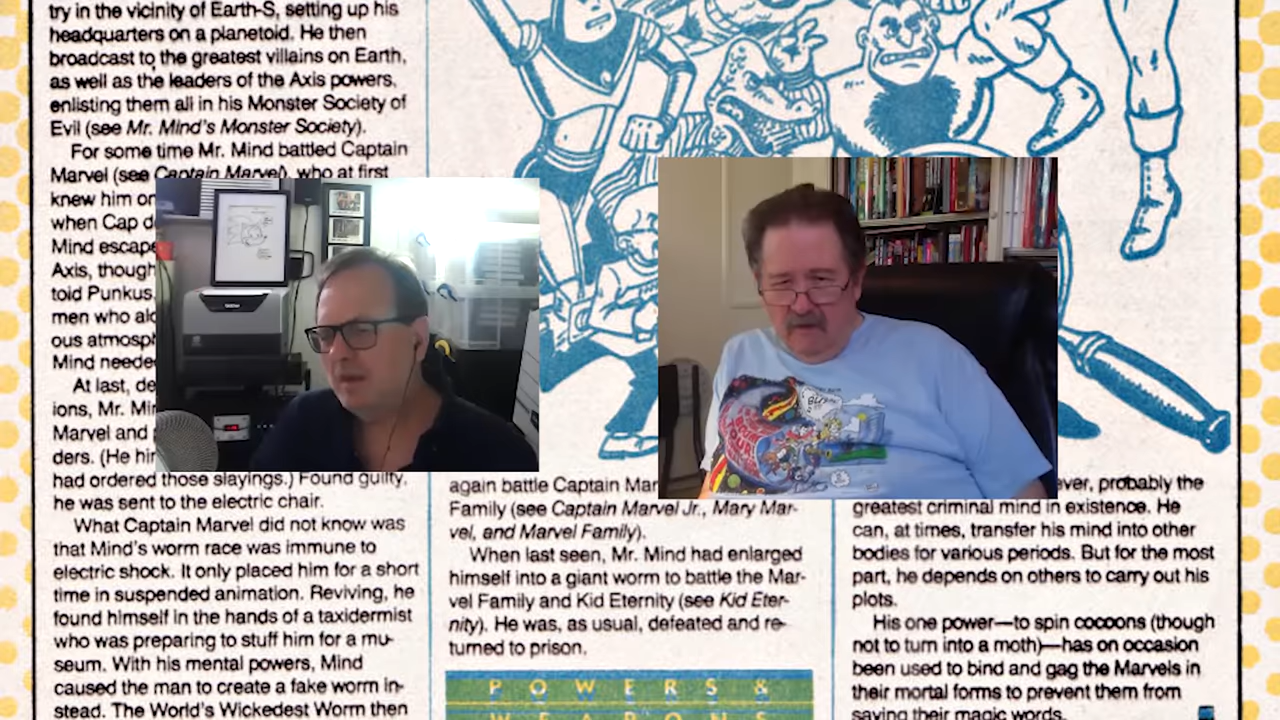 try in the vicinity of Earth-S, setting up his
headquarters on a planetoid. He then
broadcast to the greatest villains on Earth,
as well as the leaders of the Axis powers,
enlisting them all in his Monster Society of
Evil (see Mr. Mind's Monster Society).
For some time Mr. Mind battled Captain
Marvel (see Captain Marvel), who at first
knew him
when Cap
Mind escape
Axis, though
toid Punkus.
men who
ous
Mind neede
At last, de
ions, Mr.
Marvel and
ders. (He
had ordered those slayings.) Found guilty,
he was sent to the electric chair.
What Captain Marvel did not know was
that Mind's worm race was immune to
electric shock. It only placed him for a short
time in suspended animation. Reviving, he
found himself in the hands of a taxidermist
who was preparing to stuff him for a mu-
seum. With his mental powers, Mind
caused the man to create a fake worm in-
stead. The World's Wickedest Worm then
again battle Captain Mar
Family (see Captain Marvel Jr., Mary Mar-
vel, and Marvel Family).
When last seen, Mr. Mind had enlarged
himself into a giant worm to battle the Mar-
vel Family and Kid Eternity (see Kid Eter-
nity). He was, as usual, defeated and re-
turned to prison.
POWERS &
WEAPONS
ever, probably the
greatest criminal mind in existence. He
can, at times, transfer his mind into other
bodies for various periods. But for the most
part, he depends on others to carry out his
plots.
His one power—to spin cocoons (though
not to turn into a moth)—has on occasion
been used to bind and gag the Marvels in
their mortal forms to prevent them from
saying their magic words.